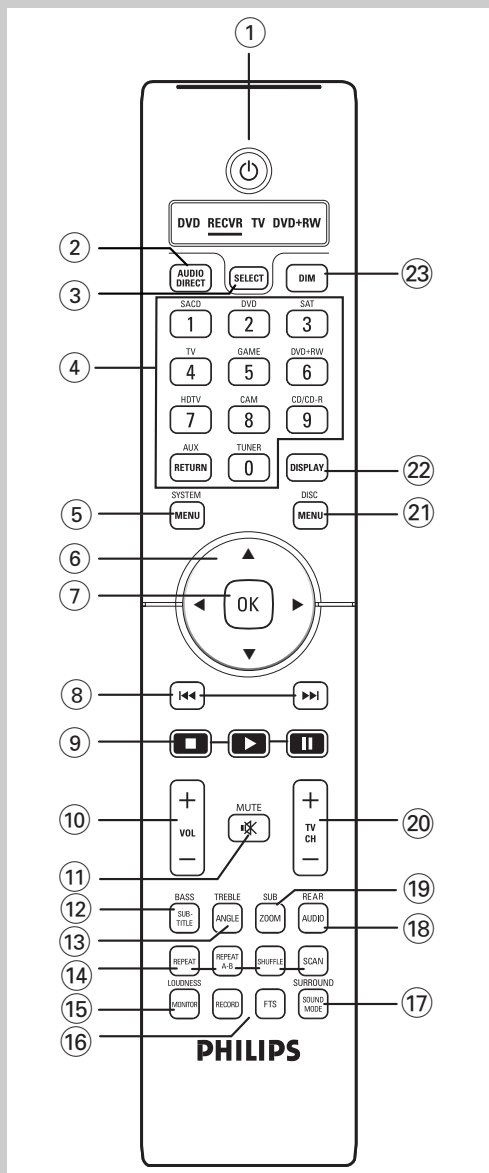 1
DVD RECVR TV DVD+RW
2
AUDIO DIRECT
SELECT
DIM
23
3
SACD DVD SAT
1 2 3
4
TV GAME DVD+RW
4 5 6
HDTV CAM CD/CD-R
7 8 9
AUX TUNER
RETURN 0 DISPLAY
22
SYSTEM DISC
5
MENU MENU
21
6
7
OK
8
9
10
+ +
VOL
MUTE
TV
CH
20
− −
11
BASS TREBLE SUB REAR
19
12
SUB-
TITLE
ANGLE ZOOM AUDIO
13
18
14
REPEAT
REPEAT
A-B
SHUFFLE SCAN
LOUDNESS SURROUND
15
MONITOR RECORD FTS
SOUND
MODE
17
16
PHILIPS